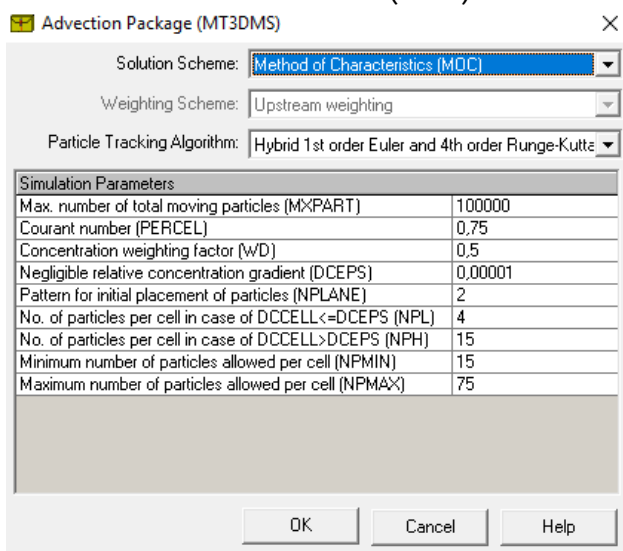 Advection Package (MT3DMS)
Solution Scheme: Method of Characteristics (MOC)
Weighting Scheme: Upstream weighting
Particle Tracking Algorithm: Hybrid 1st order Euler and 4th order Runge-Kutta
Simulation Parameters
Max. number of total moving particles (MXPART) 100000
Courant number (PERCEL) 0,75
Concentration weighting factor (WD) 0,5
Negligible relative concentration gradient (DCEPS) 0,00001
Pattern for initial placement of particles (NPLANE) 2
No. of particles per cell in case of DCCELL<=DCEPS (NPL) 4
No. of particles per cell in case of DCCELL>DCEPS (NPH) 15
Minimum number of particles allowed per cell (NPMIN) 15
Maximum number of particles allowed per cell (NPMAX) 75
OK Cancel Help